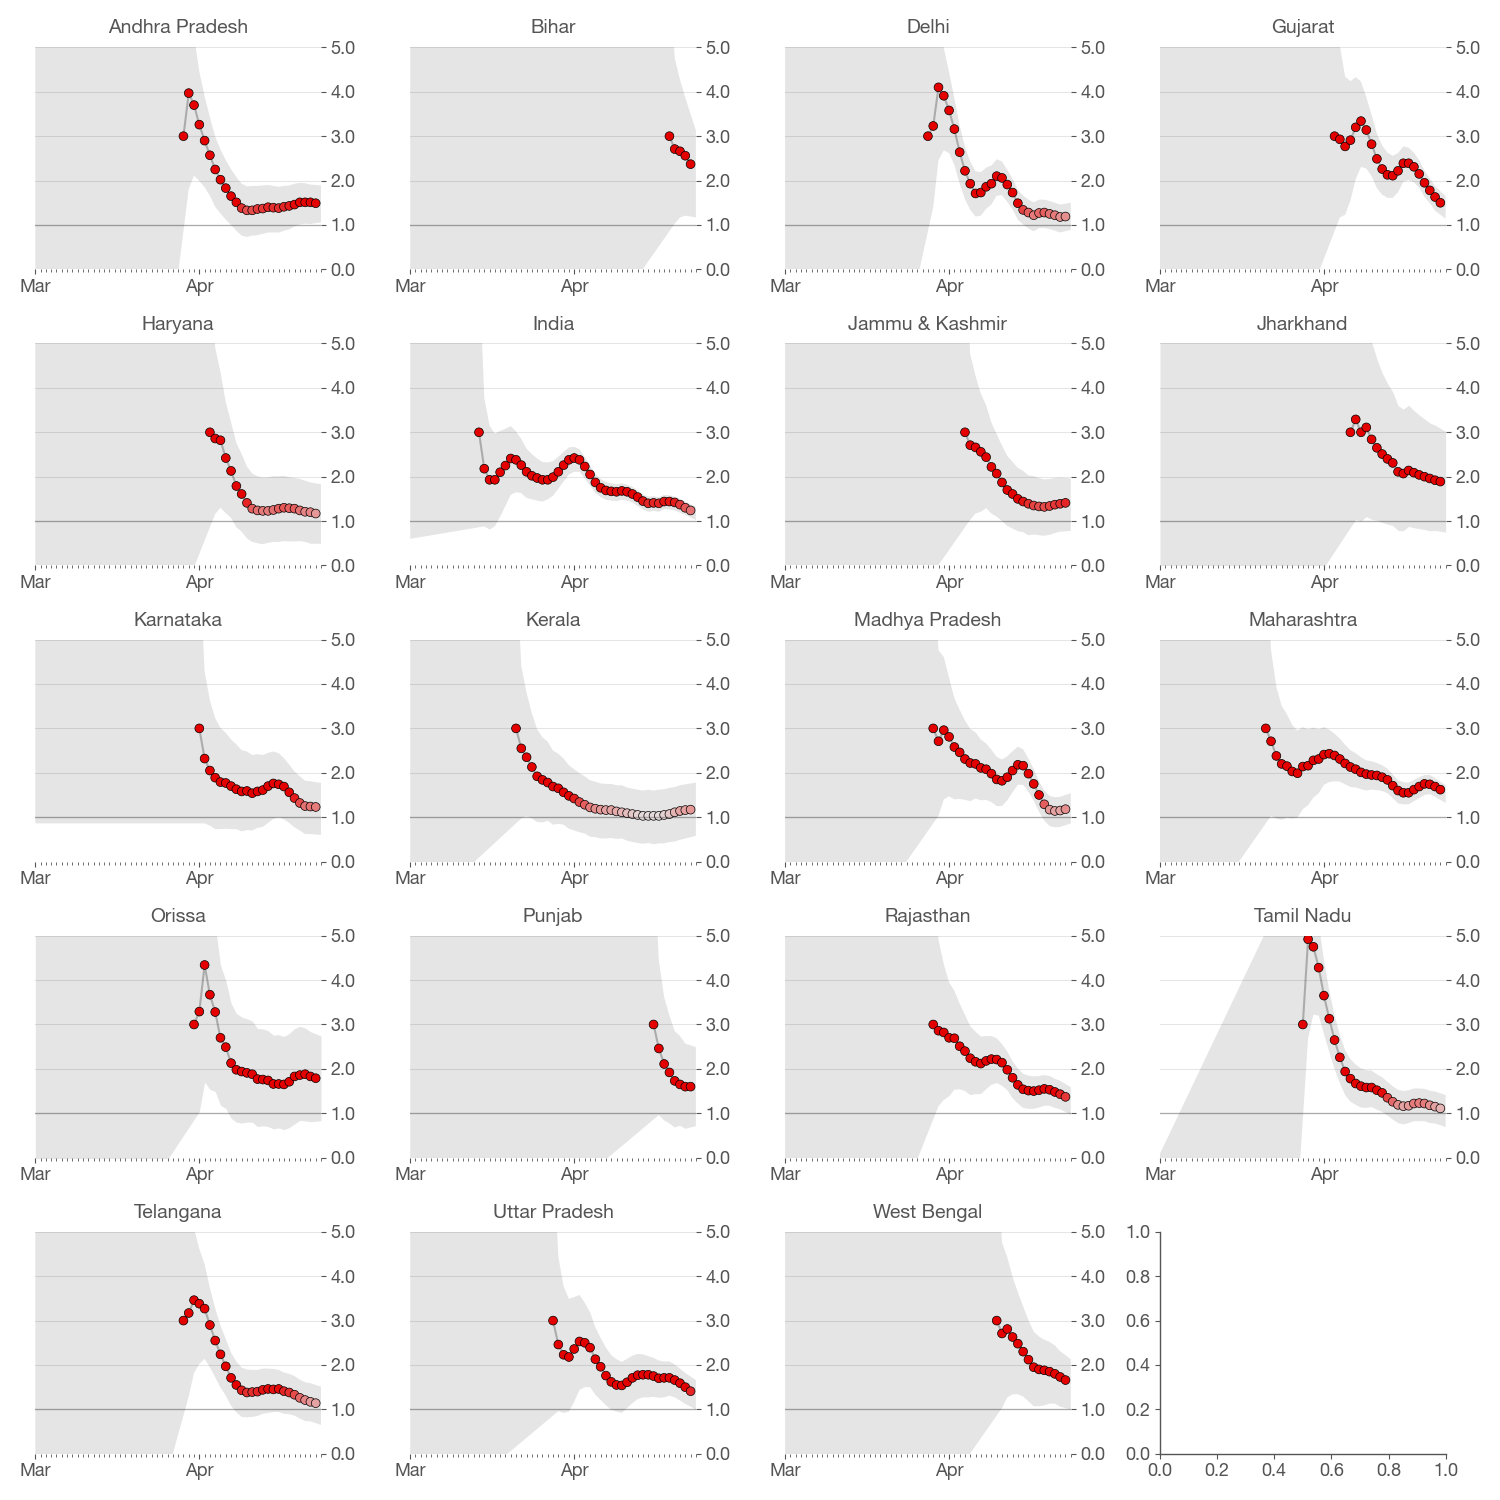 Andhra Pradesh
5.0
4.0
3.0
2.0
1.0
0.0
Mar
Apr
Bihar
5.0
4.0
3.0
2.0
1.0
0.0
Mar
Apr
Delhi
5.0
4.0
3.0
2.0
1.0
0.0
Mar
Apr
Gujarat
5.0
4.0
3.0
2.0
1.0
0.0
Mar
Apr
Haryana
5.0
4.0
3.0
2.0
1.0
0.0
Mar
Apr
India
5.0
4.0
3.0
2.0
1.0
0.0
Mar
Apr
Jammu & Kashmir
5.0
4.0
3.0
2.0
1.0
0.0
Mar
Apr
Jharkhand
5.0
4.0
3.0
2.0
1.0
0.0
Mar
Apr
Karnataka
5.0
4.0
3.0
2.0
1.0
0.0
Mar
Apr
Kerala
5.0
4.0
3.0
2.0
1.0
0.0
Mar
Apr
Madhya Pradesh
5.0
4.0
3.0
2.0
1.0
0.0
Mar
Apr
Maharashtra
5.0
4.0
3.0
2.0
1.0
0.0
Mar
Apr
Orissa
5.0
4.0
3.0
2.0
1.0
0.0
Mar
Apr
Punjab
5.0
4.0
3.0
2.0
1.0
0.0
Mar
Apr
Rajasthan
5.0
4.0
3.0
2.0
1.0
0.0
Mar
Apr
Tamil Nadu
5.0
4.0
3.0
2.0
1.0
0.0
Mar
Apr
Telangana
5.0
4.0
3.0
2.0
1.0
0.0
Mar
Apr
Uttar Pradesh
5.0
4.0
3.0
2.0
1.0
0.0
Mar
Apr
West Bengal
5.0
4.0
3.0
2.0
1.0
0.0
Mar
Apr
1.0
0.8
0.6
0.4
0.2
0.0
0.0 0.2 0.4 0.6 0.8 1.0